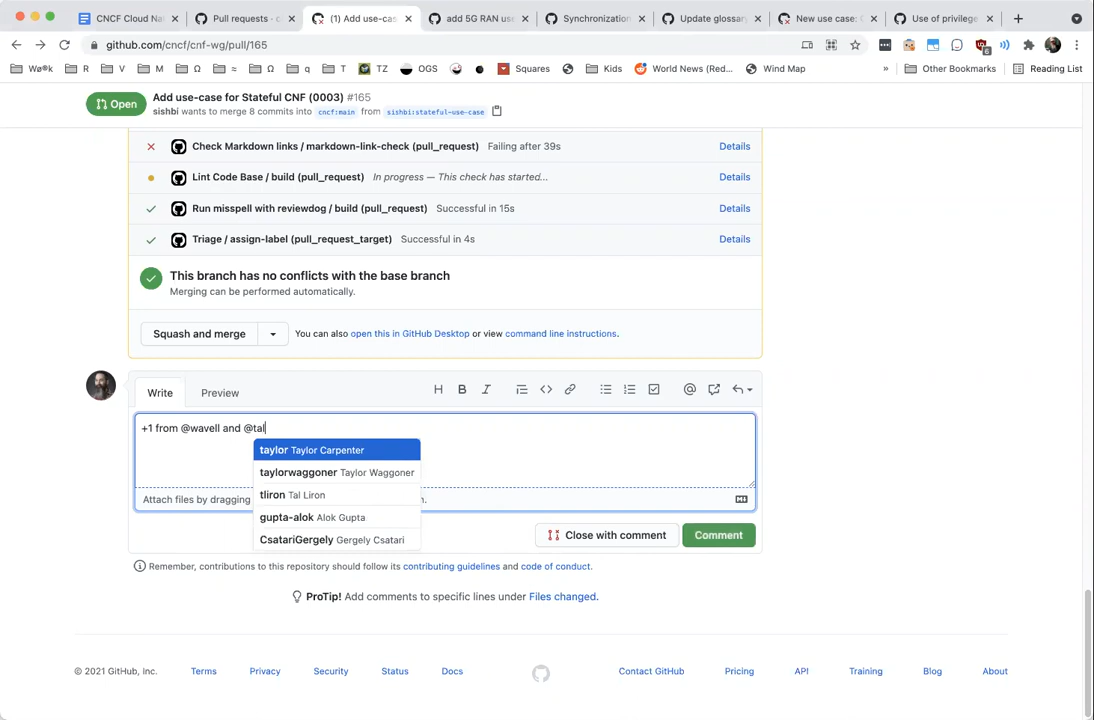 CNCF Cloud Na
Pull requests · c
(1) Add use-case
add 5G RAN use
Synchronization
Update glossary
New use case: C
Use of privilege
github.com/cncf/cnf-wg/pull/165
6
Wø®k
R
V
M
Ω
≈
Ω
q
T
TZ
OGS
Squares
Kids
World News (Red...
Wind Map
»
Other Bookmarks
Reading List
Open
Add use-case for Stateful CNF (0003) #165
sishbi wants to merge 8 commits into cncf:main from sishbi:stateful-use-case
Check Markdown links / markdown-link-check (pull_request) Failing after 39s
Details
Lint Code Base / build (pull_request) In progress — This check has started...
Details
Run misspell with reviewdog / build (pull_request) Successful in 15s
Details
Triage / assign-label (pull_request_target) Successful in 4s
Details
This branch has no conflicts with the base branch
Merging can be performed automatically.
Squash and merge
You can also open this in GitHub Desktop or view command line instructions.
Write
Preview
H B I
+1 from @wavell and @tal
taylor Taylor Carpenter
taylorwaggoner Taylor Waggoner
tliron Tal Liron
gupta-alok Alok Gupta
CsatariGergely Gergely Csatari
Attach files by dragging
n.
Close with comment
Comment
Remember, contributions to this repository should follow its contributing guidelines and code of conduct.
ProTip! Add comments to specific lines under Files changed.
© 2021 GitHub, Inc.
Terms
Privacy
Security
Status
Docs
Contact GitHub
Pricing
API
Training
Blog
About